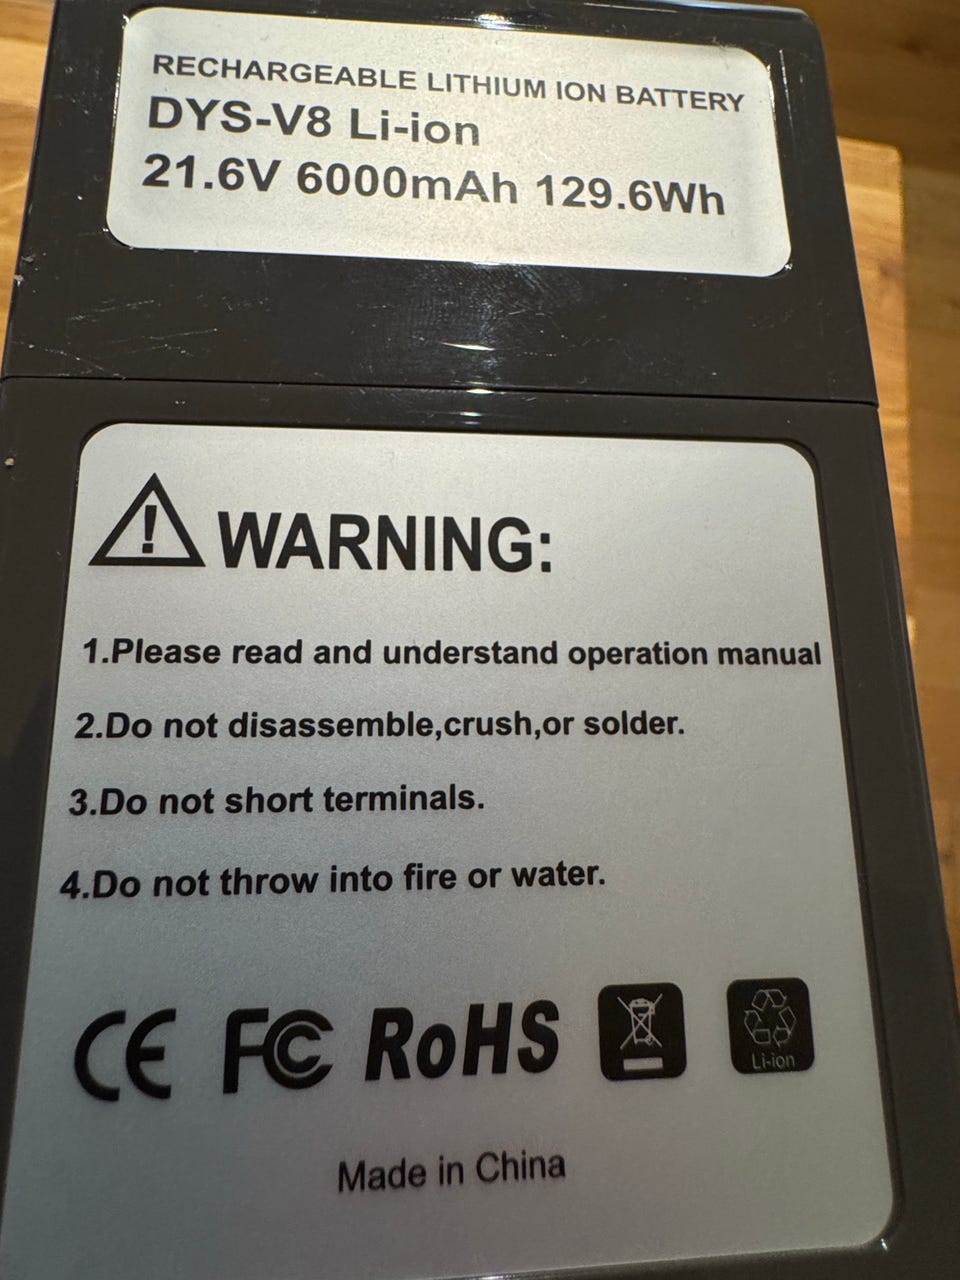 RECHARGEABLE LITHIUM ION BATTERY
DYS-V8 Li-ion
21.6V 6000mAh 129.6Wh
WARNING:
1.Please read and understand operation manual
2.Do not disassemble,crush,or solder.
3.Do not short terminals.
4.Do not throw into fire or water.
CE FC RoHS
Li-ion
Made in China